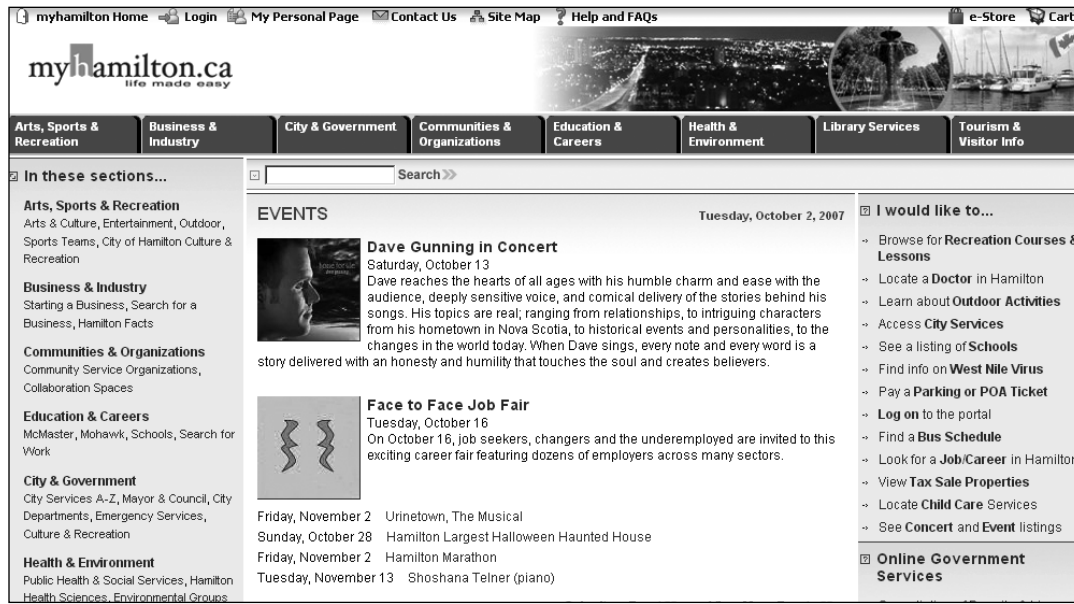 myhamilton Home Login My Personal Page Contact Us Site Map Help and FAQs e-Store Cart
myhamilton.ca
life made easy
Arts, Sports & Recreation
Business & Industry
City & Government
Communities & Organizations
Education & Careers
Health & Environment
Library Services
Tourism & Visitor Info
In these sections...
Arts, Sports & Recreation
Arts & Culture, Entertainment, Outdoor,
Sports Teams, City of Hamilton Culture &
Recreation
Business & Industry
Starting a Business, Search for a
Business, Hamilton Facts
Communities & Organizations
Community Service Organizations,
Collaboration Spaces
Education & Careers
McMaster, Mohawk, Schools, Search for
Work
City & Government
City Services A-Z, Mayor & Council, City
Departments, Emergency Services,
Culture & Recreation
Health & Environment
Public Health & Social Services, Hamilton
Health Sciences, Environmental Groups
Search
EVENTS
Tuesday, October 2, 2007
Dave Gunning in Concert
Saturday, October 13
Dave reaches the hearts of all ages with his humble charm and ease with the
audience, deeply sensitive voice, and comical delivery of the stories behind his
songs. His topics are real; ranging from relationships, to intriguing characters
from his hometown in Nova Scotia, to historical events and personalities, to the
changes in the world today. When Dave sings, every note and every word is a
story delivered with an honesty and humility that touches the soul and creates believers.
Face to Face Job Fair
Tuesday, October 16
On October 16, job seekers, changers and the underemployed are invited to this
exciting career fair featuring dozens of employers across many sectors.
Friday, November 2 Urinetown, The Musical
Sunday, October 28 Hamilton Largest Halloween Haunted House
Friday, November 2 Hamilton Marathon
Tuesday, November 13 Shoshana Telner (piano)
I would like to...
Browse for Recreation Courses &
Lessons
Locate a Doctor in Hamilton
Learn about Outdoor Activities
Access City Services
See a listing of Schools
Find info on West Nile Virus
Pay a Parking or POA Ticket
Log on to the portal
Find a Bus Schedule
Look for a Job/Career in Hamilton
View Tax Sale Properties
Locate Child Care Services
See Concert and Event listings
Online Government
Services